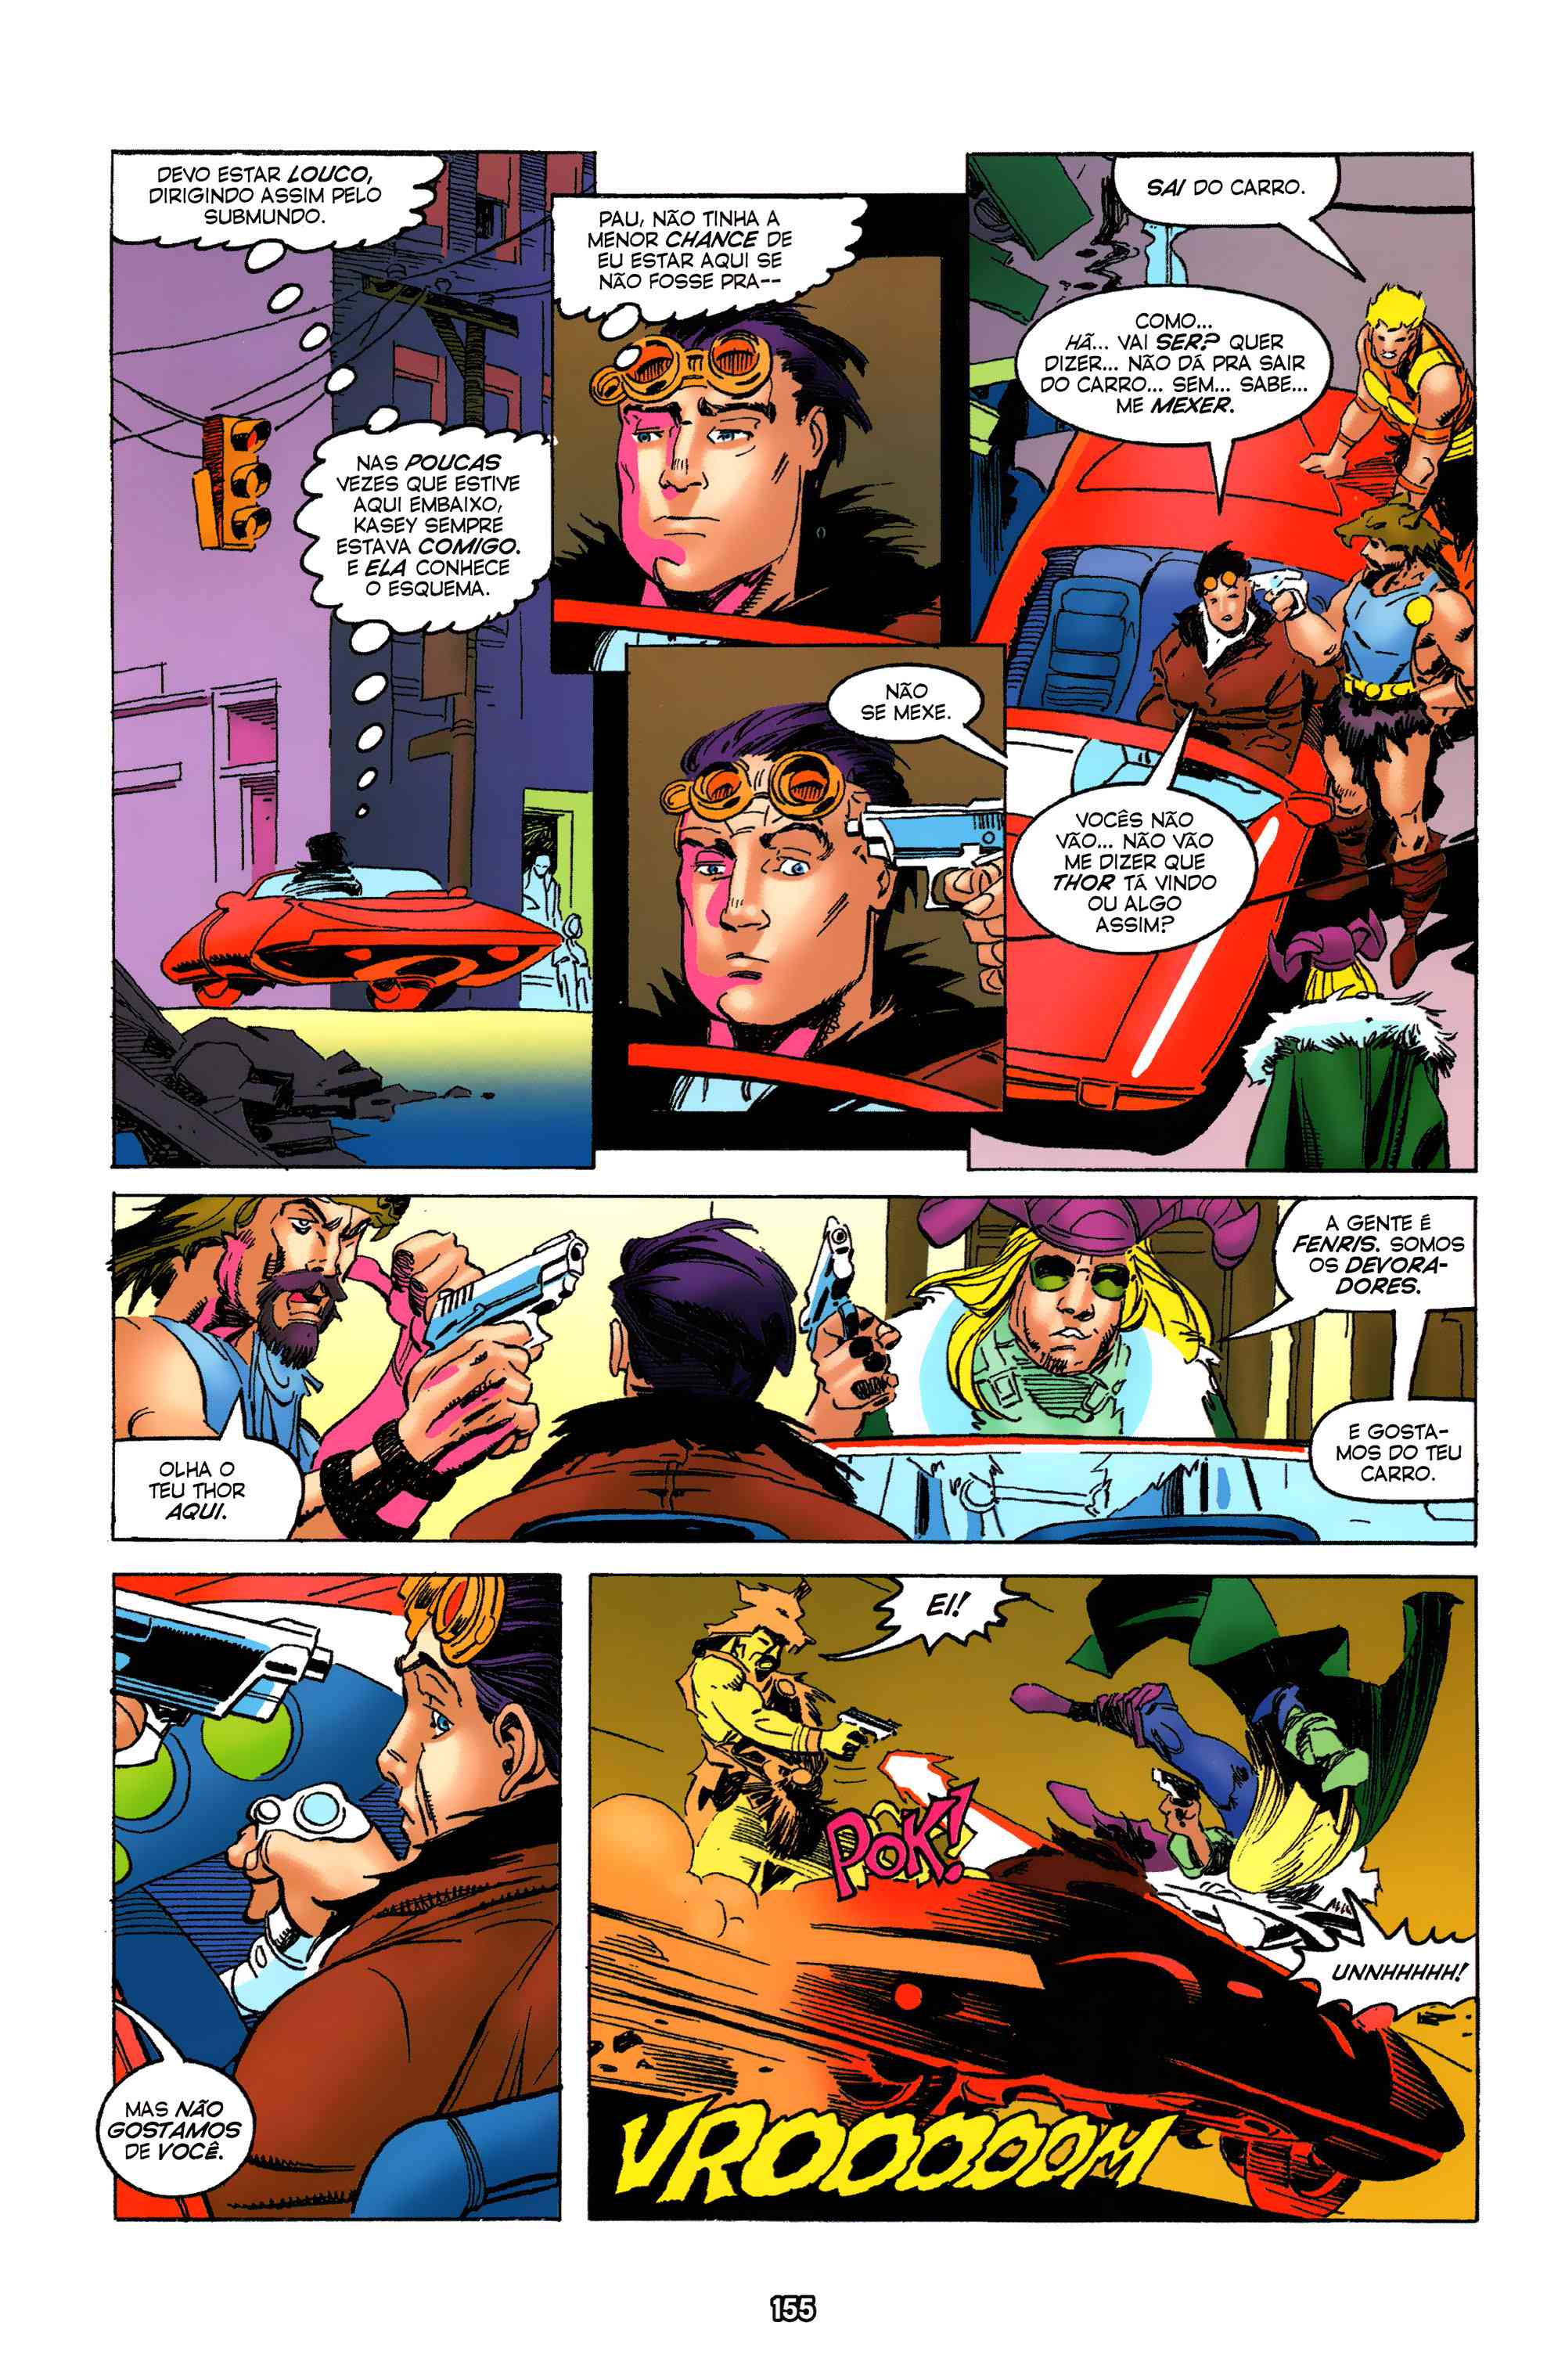 DEVO ESTAR LOUCO,
DIRIGINDO ASSIM PELO
SUBMUNDO.
NAS POUCAS
VEZES QUE ESTIVE
AQUI EMBAIXO,
KASEY SEMPRE
ESTAVA COMIGO.
E ELA CONHECE
O ESQUEMA.
PAU, NÃO TINHA A
MENOR CHANCE DE
EU ESTAR AQUI SE
NÃO FOSSE PRA--
NÃO
SE MEXE.
SAI DO CARRO.
COMO...
HÃ... VAI SER? QUER
DIZER... NÃO DÁ PRA SAIR
DO CARRO... SEM... SABE...
ME MEXER.
VOCÊS NÃO
VÃO... NÃO VÃO
ME DIZER QUE
THOR TÁ VINDO
OU ALGO
ASSIM?
OLHA O
TEU THOR
AQUI.
A GENTE É
FENRIS. SOMOS
OS DEVORA-
DORES.
E GOSTA-
MOS DO TEU
CARRO.
MAS NÃO
GOSTAMOS
DE VOCÊ.
EI!
POK!
UNNHHHHH!
VROOOOOOM
155